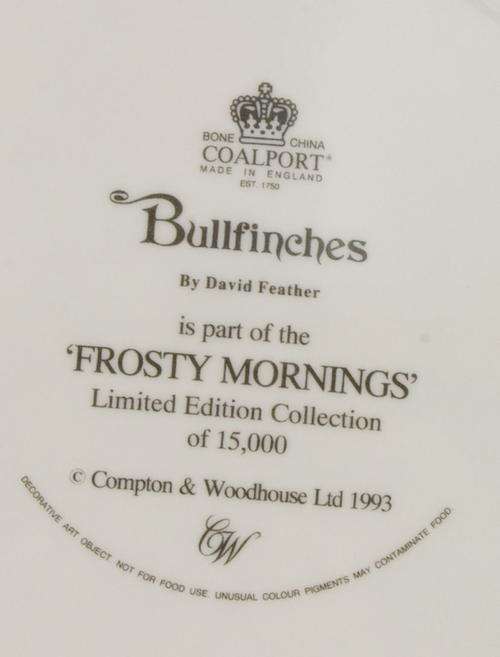 BONE CHINA
COALPORT®
MADE IN ENGLAND
EST. 1750
Bullfinches
By David Feather
is part of the
‘FROSTY MORNINGS’
Limited Edition Collection
of 15,000
© Compton & Woodhouse Ltd 1993
CW
DECORATIVE ART OBJECT. NOT FOR FOOD USE. UNUSUAL COLOUR PIGMENTS MAY CONTAMINATE FOOD.